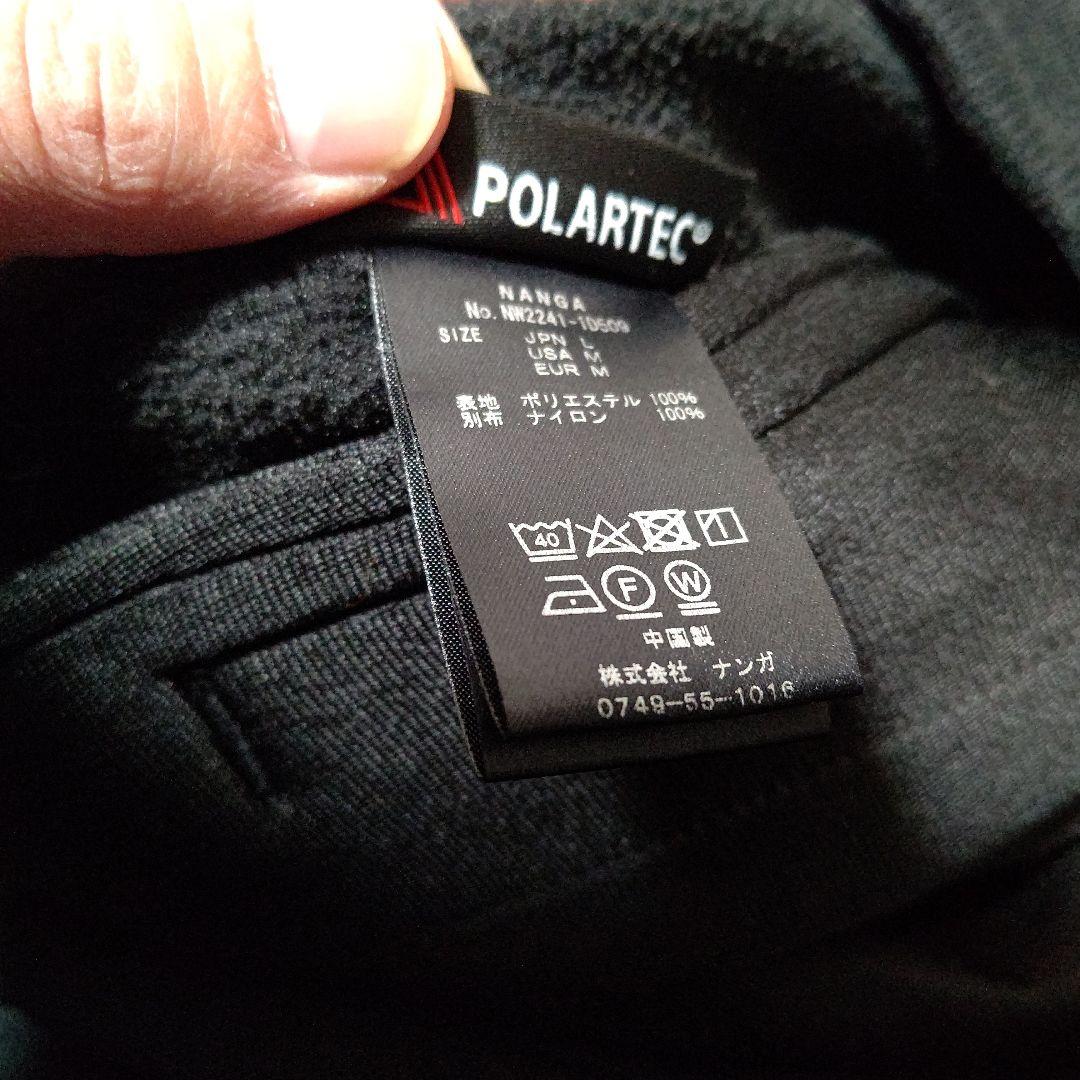 POLARTEC®
NANGA
No. NW2241-1D509
SIZE JPN L
USA M
EUR M
表地 ポリエステル 100%
別布 ナイロン 100%
40
F W
中国製
株式会社 ナンガ
0749-55-1016